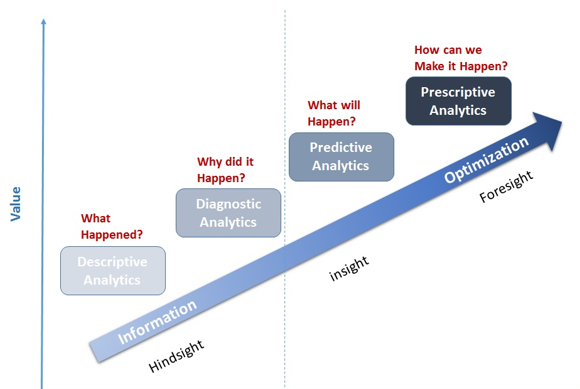 How can we
Make it Happen?
Prescriptive
Analytics
What will
Happen?
Predictive
Analytics
Why did it
Happen?
Diagnostic
Analytics
What
Happened?
Descriptive
Analytics
Value
Information
Optimization
Hindsight
insight
Foresight